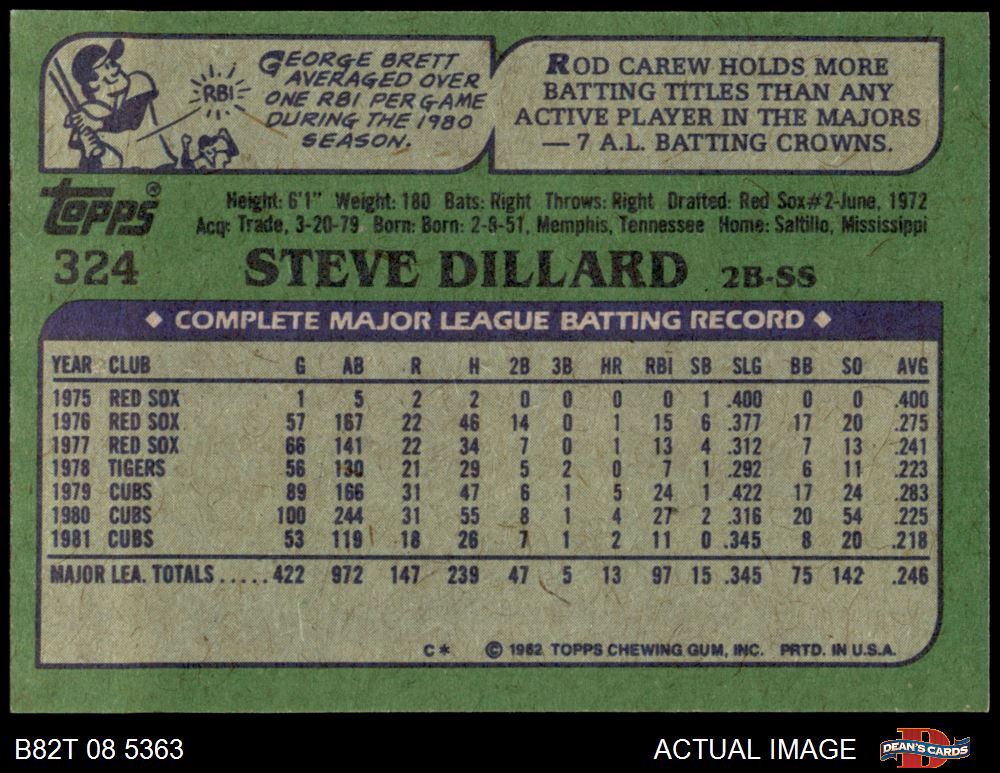 GEORGE BRETT
AVERAGED OVER
ONE RBI PER GAME
DURING THE 1980
SEASON.
RBI
ROD CAREW HOLDS MORE
BATTING TITLES THAN ANY
ACTIVE PLAYER IN THE MAJORS
— 7 A.L. BATTING CROWNS.
Topps®
Height: 6'1" Weight: 180 Bats: Right Throws: Right Drafted: Red Sox#2-June, 1972
Acq: Trade, 3-20-79 Born: Born: 2-8-51, Memphis, Tennessee Home: Saltillo, Mississippi
324 STEVE DILLARD 2B-SS
◆ COMPLETE MAJOR LEAGUE BATTING RECORD ◆
YEAR CLUB G AB R H 2B 3B HR RBI SB SLG BB SO AVG
1975 RED SOX 1 5 2 2 0 0 0 0 1 .400 0 0 .400
1976 RED SOX 57 167 22 46 14 0 1 15 6 .377 17 20 .275
1977 RED SOX 66 141 22 34 7 0 1 13 4 .312 7 13 .241
1978 TIGERS 56 130 21 29 5 2 0 7 1 .292 6 11 .223
1979 CUBS 89 166 31 47 6 1 5 24 1 .422 17 24 .283
1980 CUBS 100 244 31 55 8 1 4 27 2 .316 20 54 .225
1981 CUBS 53 119 18 26 7 1 2 11 0 .345 8 20 .218
MAJOR LEA. TOTALS.....422 972 147 239 47 5 13 97 15 .345 75 142 .246
C* © 1982 TOPPS CHEWING GUM, INC. PRTD. IN U.S.A.
B82T 08 5363 ACTUAL IMAGE DEAN'S CARDS